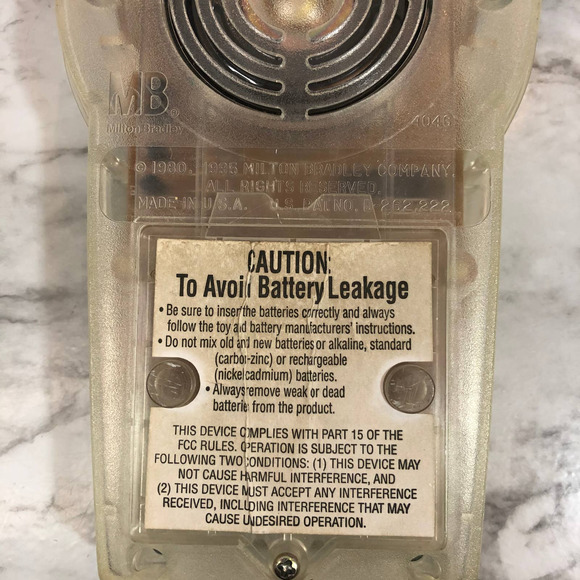 MB®
Milton Bradley
4046
© 1980, 1995 MILTON BRADLEY COMPANY.
ALL RIGHTS RESERVED.
MADE IN U.S.A. U.S. PAT. NO. 262,222
CAUTION:
To Avoid Battery Leakage
• Be sure to insert the batteries correctly and always
follow the toy and battery manufacturers' instructions.
• Do not mix old and new batteries or alkaline, standard
(carbon-zinc) or rechargeable
(nickel cadmium) batteries.
• Always remove weak or dead
batteries from the product.
THIS DEVICE COMPLIES WITH PART 15 OF THE
FCC RULES. OPERATION IS SUBJECT TO THE
FOLLOWING TWO CONDITIONS: (1) THIS DEVICE MAY
NOT CAUSE HARMFUL INTERFERENCE, AND
(2) THIS DEVICE MUST ACCEPT ANY INTERFERENCE
RECEIVED, INCLUDING INTERFERENCE THAT MAY
CAUSE UNDESIRED OPERATION.